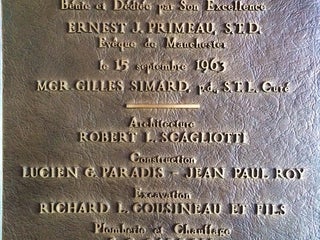 Bénie et Dédiée par Son Excellence
ERNEST J. PRIMEAU, S.T.D.
Évêque de Manchester
le 15 septembre 1963
MGR GILLES SIMARD, p.d., S.T.L. Curé
Architecture
ROBERT L. SCAGLIOTTI
Construction
LUCIEN G. PARADIS - JEAN PAUL ROY
Excavation
RICHARD L. COUSINEAU ET FILS
Plomberie et Chauffage